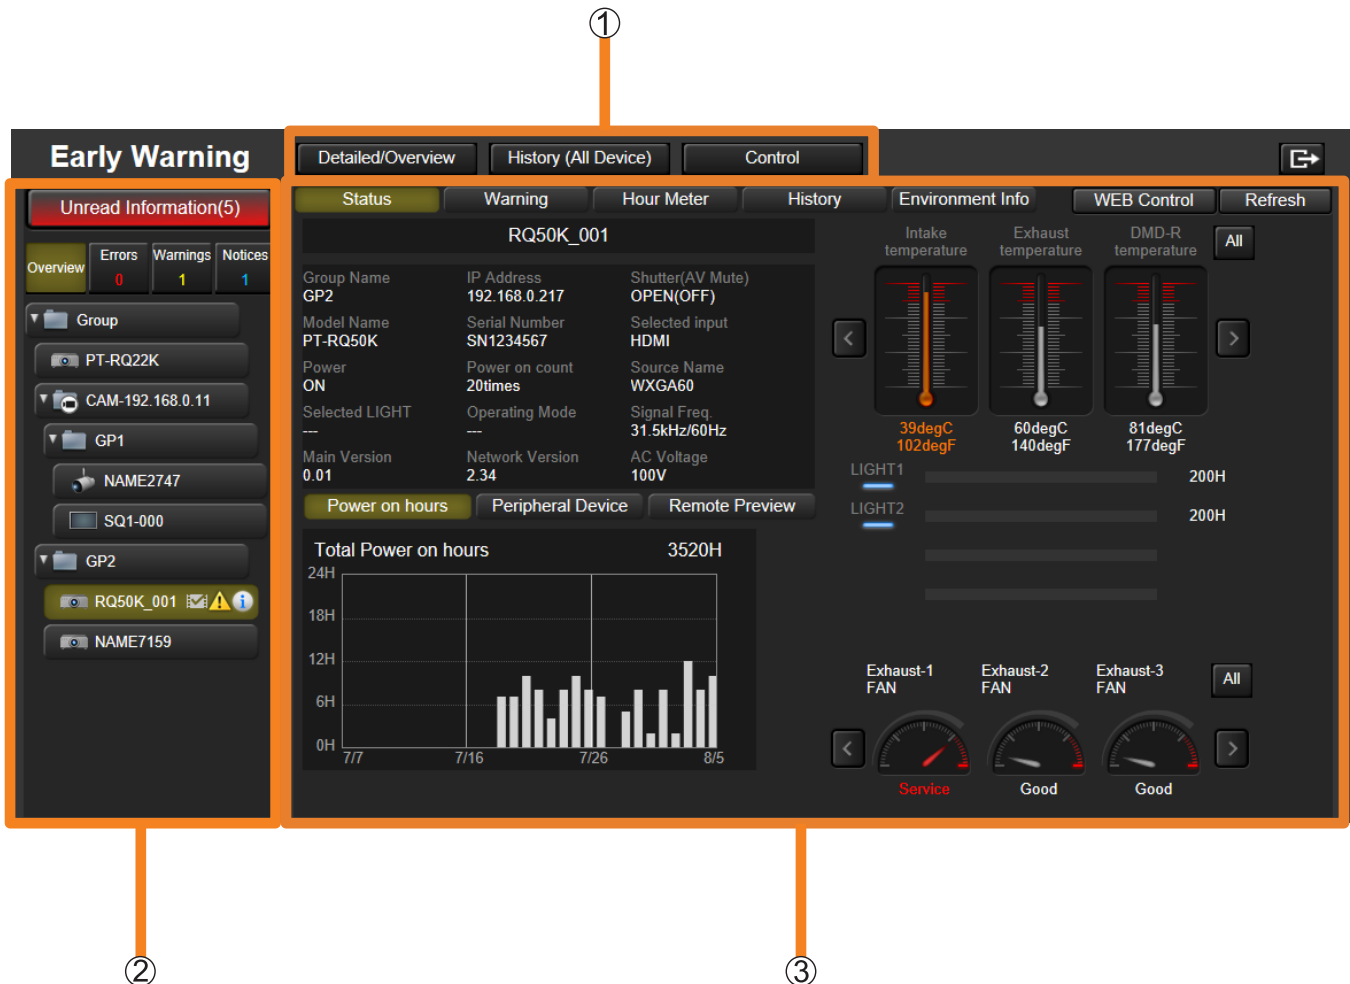 ①
Early Warning
Detailed/Overview
History (All Device)
Control
Unread Information(5)
Overview
Errors
0
Warnings
1
Notices
1
Group
PT-RQ22K
CAM-192.168.0.11
GP1
NAME2747
SQ1-000
GP2
RQ50K_001
NAME7159
Status
Warning
Hour Meter
History
Environment Info
WEB Control
Refresh
RQ50K_001
Group Name
GP2
IP Address
192.168.0.217
Shutter(AV Mute)
OPEN(OFF)
Model Name
PT-RQ50K
Serial Number
SN1234567
Selected input
HDMI
Power
ON
Power on count
20times
Source Name
WXGA60
Selected LIGHT
---
Operating Mode
---
Signal Freq.
31.5kHz/60Hz
Main Version
0.01
Network Version
2.34
AC Voltage
100V
Power on hours
Peripheral Device
Remote Preview
Total Power on hours
3520H
24H
18H
12H
6H
0H
7/7
7/16
7/26
8/5
Intake
temperature
Exhaust
temperature
DMD-R
temperature
All
<
>
39degC
102degF
60degC
140degF
81degC
177degF
LIGHT1
200H
LIGHT2
200H
Exhaust-1
FAN
Exhaust-2
FAN
Exhaust-3
FAN
All
<
>
Service
Good
Good
②
③